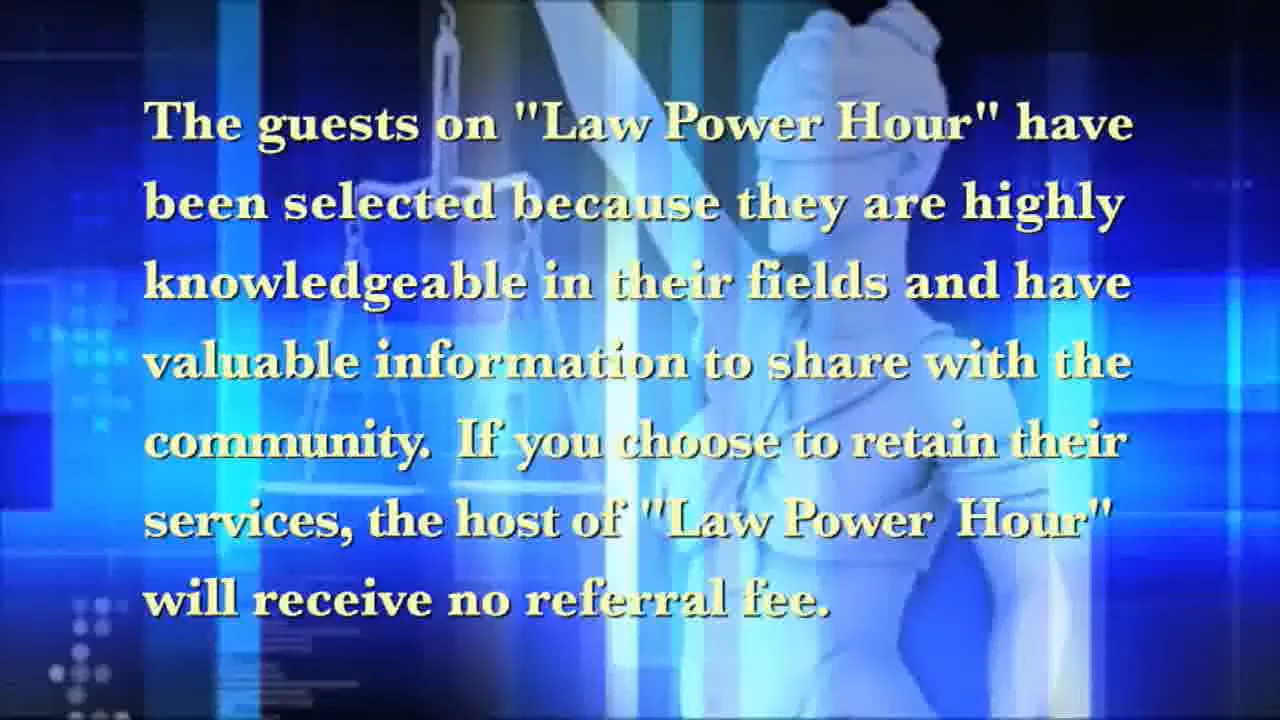 The guests on "Law Power Hour" have
been selected because they are highly
knowledgeable in their fields and have
valuable information to share with the
community.  If you choose to retain their
services, the host of "Law Power  Hour"
will receive no referral fee.